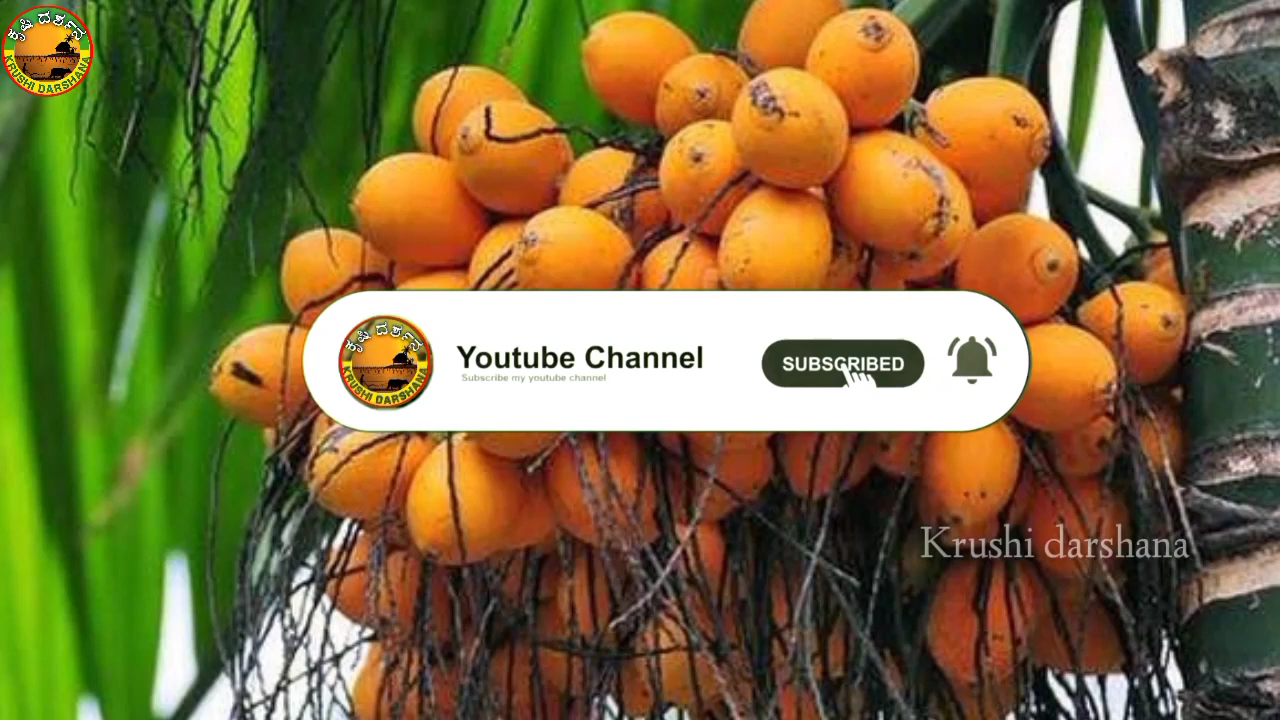 ಕೃಷಿ ದರ್ಶನ
KRUSHI DARSHANA
ಕೃಷಿ ದರ್ಶನ
KRUSHI DARSHANA
Youtube Channel
Subscribe my youtube channel
SUBSCRIBED
Krushi darshana